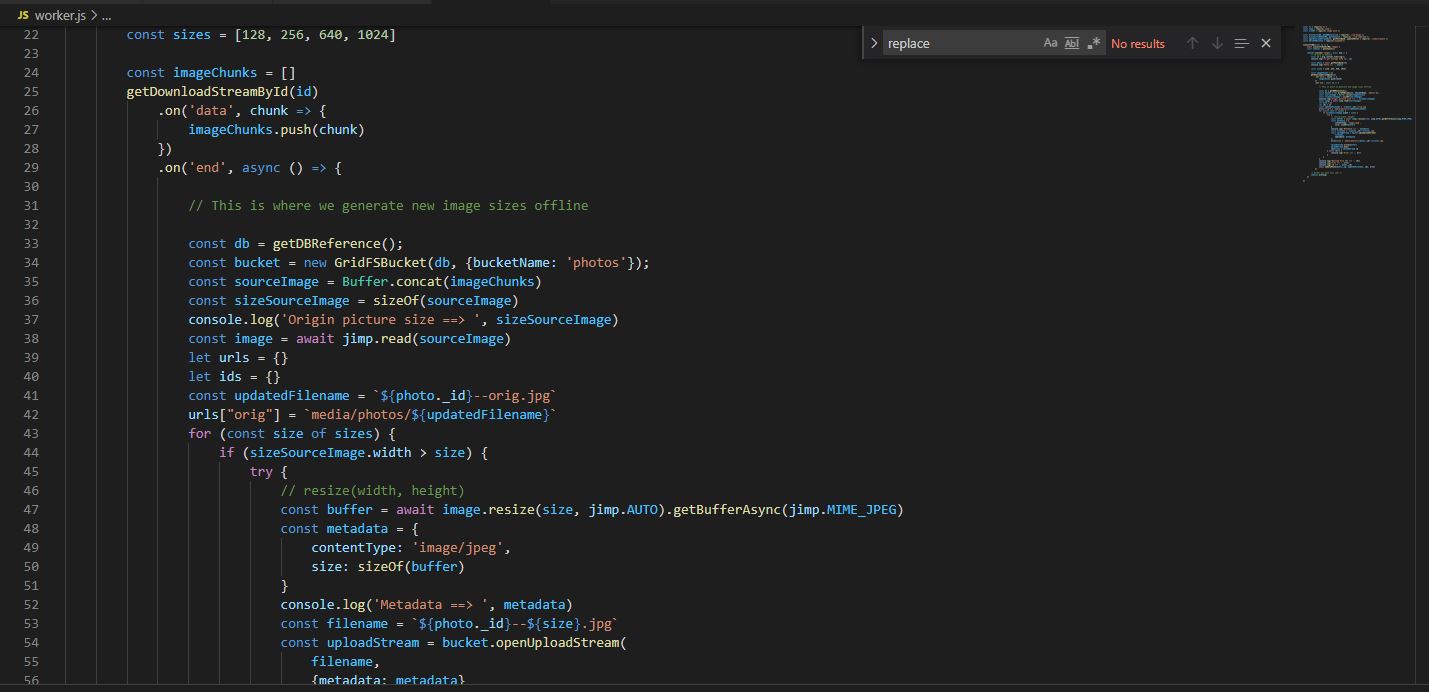 JS worker.js > ...
replace
Aa Abl .* No results
22 const sizes = [128, 256, 640, 1024]
23
24 const imageChunks = []
25 getDownloadStreamById(id)
26 .on('data', chunk => {
27 imageChunks.push(chunk)
28 })
29 .on('end', async () => {
30
31 // This is where we generate new image sizes offline
32
33 const db = getDBReference();
34 const bucket = new GridFSBucket(db, {bucketName: 'photos'});
35 const sourceImage = Buffer.concat(imageChunks)
36 const sizeSourceImage = sizeOf(sourceImage)
37 console.log('Origin picture size ==> ', sizeSourceImage)
38 const image = await jimp.read(sourceImage)
39 let urls = {}
40 let ids = {}
41 const updatedFilename = `${photo._id}--orig.jpg`
42 urls["orig"] = `media/photos/${updatedFilename}`
43 for (const size of sizes) {
44 if (sizeSourceImage.width > size) {
45 try {
46 // resize(width, height)
47 const buffer = await image.resize(size, jimp.AUTO).getBufferAsync(jimp.MIME_JPEG)
48 const metadata = {
49 contentType: 'image/jpeg',
50 size: sizeOf(buffer)
51 }
52 console.log('Metadata ==> ', metadata)
53 const filename = `${photo._id}--${size}.jpg`
54 const uploadStream = bucket.openUploadStream(
55 filename,
56 {metadata: metadata}